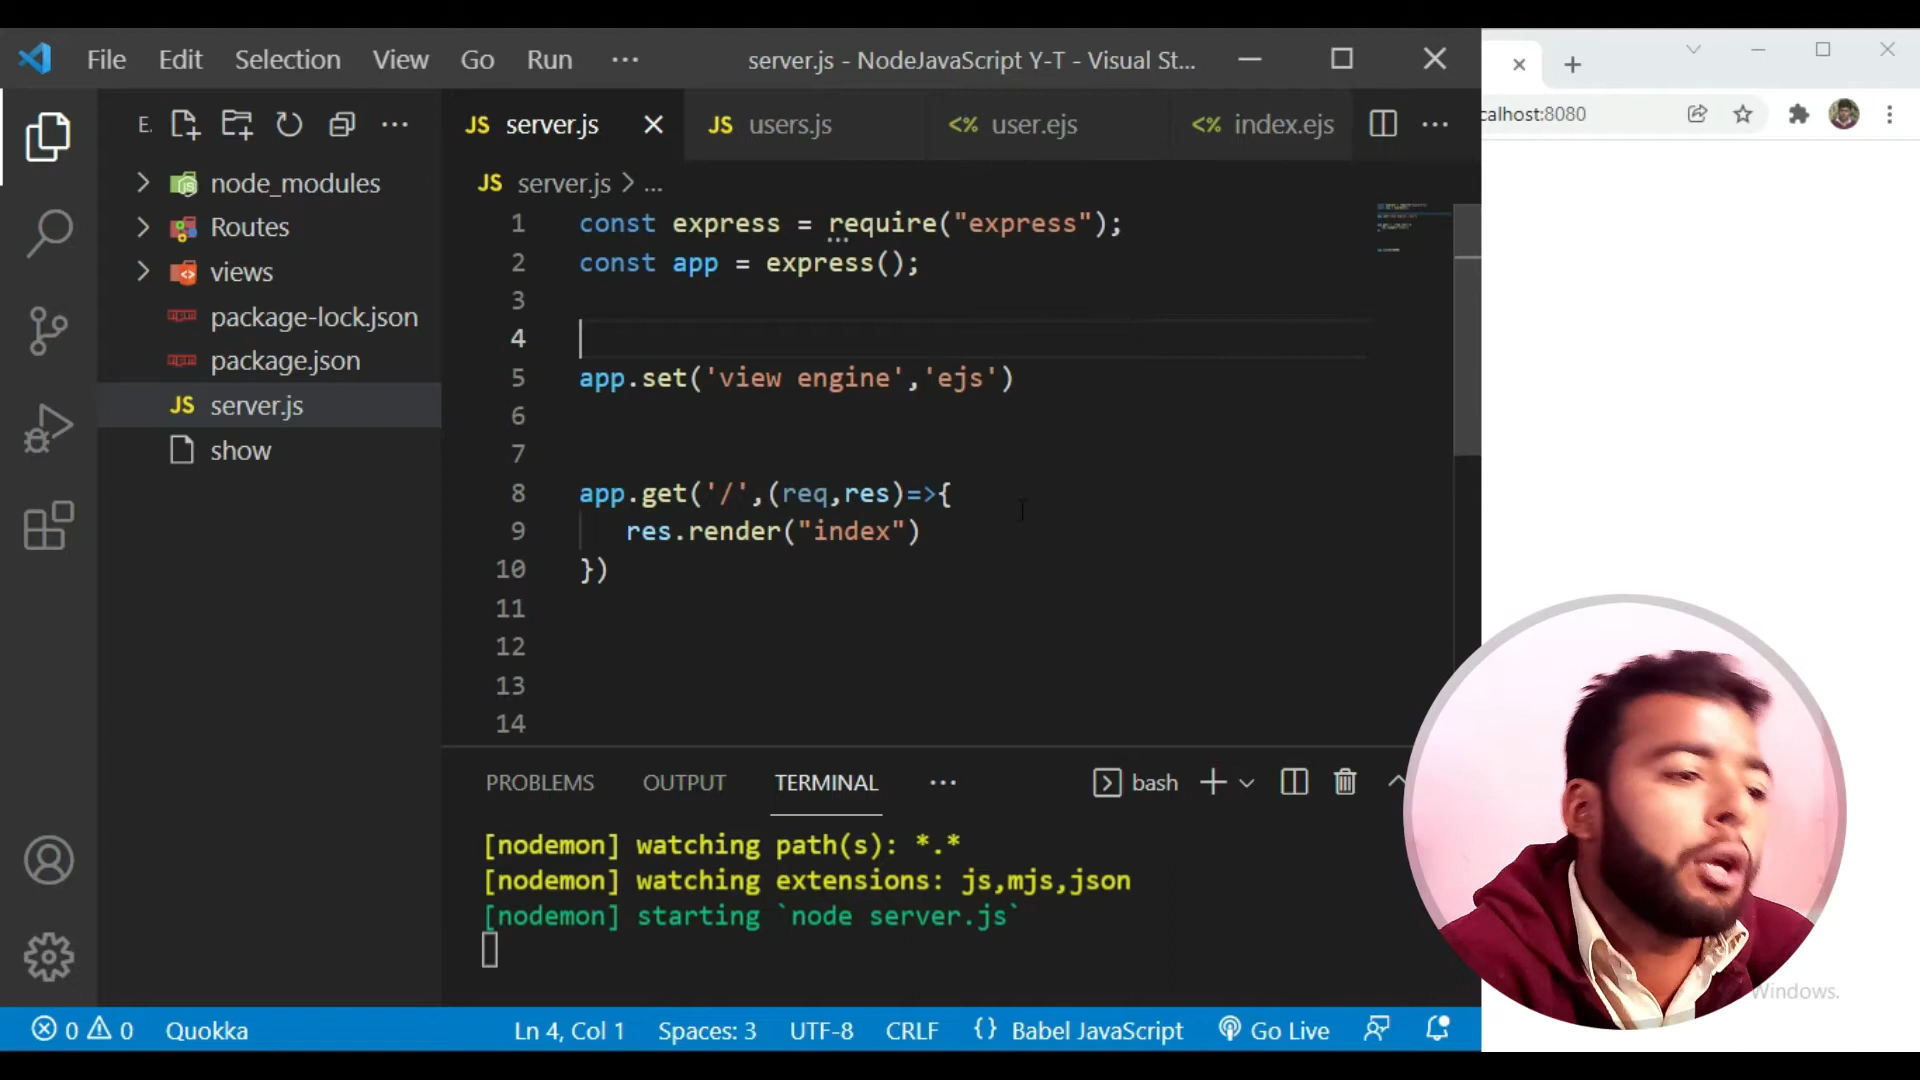 File Edit Selection View Go Run ... server.js - NodeJavaScript Y-T - Visual St...
calhost:8080
E.
node_modules
Routes
views
package-lock.json
package.json
JS server.js
show
JS server.js JS users.js <% user.ejs <% index.ejs
JS server.js > ...
1 const express = require("express");
2 const app = express();
3
4
5 app.set('view engine','ejs')
6
7
8 app.get('/',(req,res)=>{
9 res.render("index")
10 })
11
12
13
14
PROBLEMS OUTPUT TERMINAL ... bash
[nodemon] watching path(s): *.*
[nodemon] watching extensions: js,mjs,json
[nodemon] starting `node server.js`
Windows.
0 0 Quokka Ln 4, Col 1 Spaces: 3 UTF-8 CRLF {} Babel JavaScript Go Live